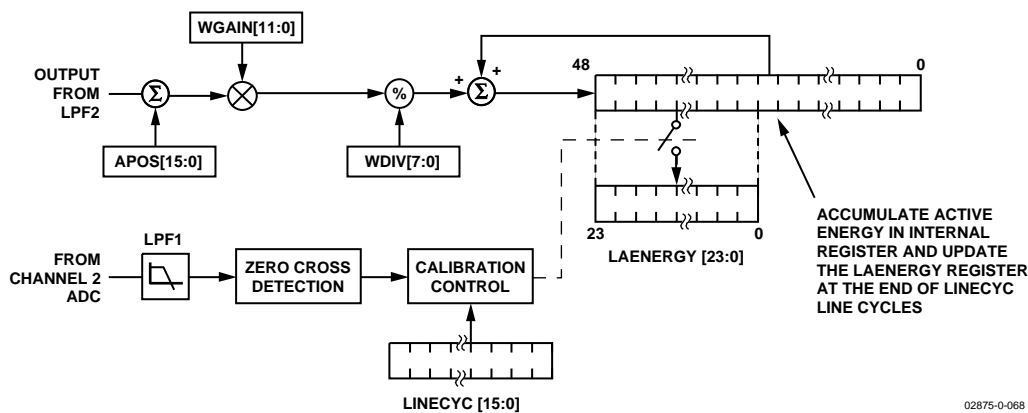 WGAIN[11:0]
OUTPUT
FROM
LPF2
Σ
%
+
+
Σ
48
0
APOS[15:0]
WDIV[7:0]
23
0
LAENERGY [23:0]
ACCUMULATE ACTIVE
ENERGY IN INTERNAL
REGISTER AND UPDATE
THE LAENERGY REGISTER
AT THE END OF LINECYC
LINE CYCLES
FROM
CHANNEL 2
ADC
LPF1
ZERO CROSS
DETECTION
CALIBRATION
CONTROL
LINECYC [15:0]
02875-0-068